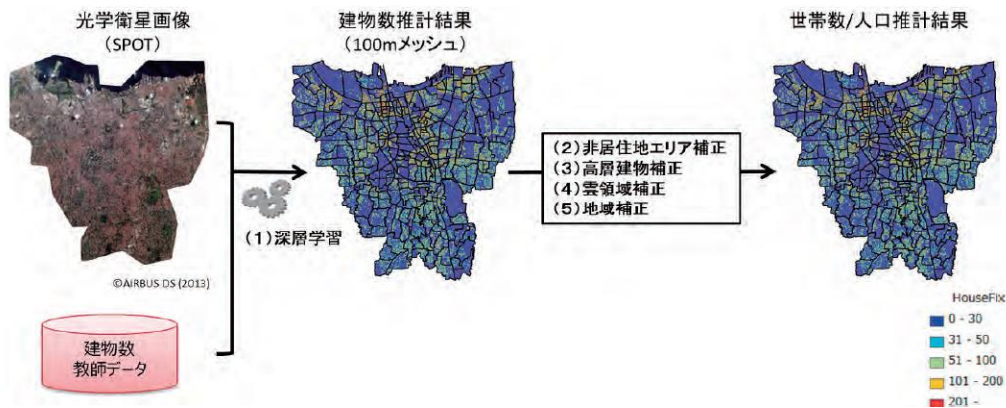 光学衛星画像
(SPOT)
建物数推計結果
(100mメッシュ)
世帯数/人口推計結果
(2)非居住地エリア補正
(3)高層建物補正
(4)雲領域補正
(5)地域補正
(1)深層学習
©AIRBUS DS (2013)
建物数
教師データ
HouseFix
0 - 30
31 - 50
51 - 100
101 - 200
201 -